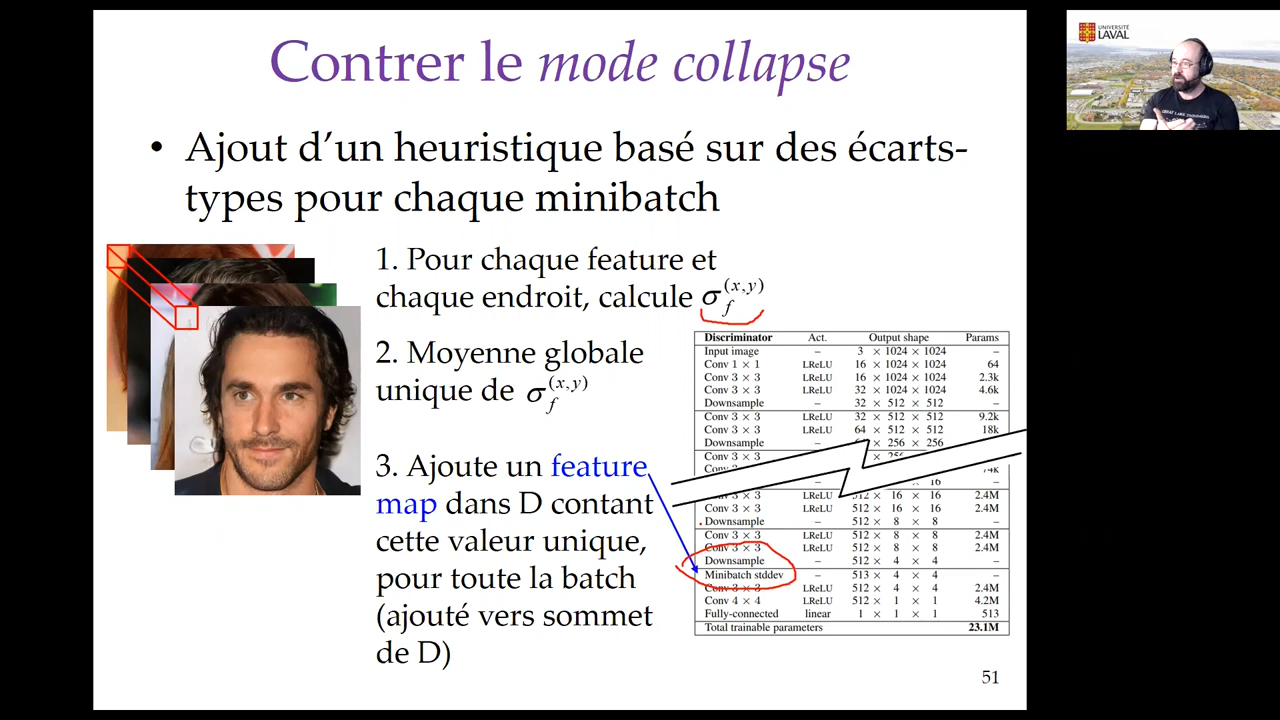 Contrer le mode collapse
• Ajout d'un heuristique basé sur des écarts-
types pour chaque minibatch
1. Pour chaque feature et
chaque endroit, calcule σ_f^(x,y)
2. Moyenne globale
unique de σ_f^(x,y)
3. Ajoute un feature
map dans D contant
cette valeur unique,
pour toute la batch
(ajouté vers sommet
de D)
Discriminator Act. Output shape Params
Input image – 3 × 1024 × 1024 –
Conv 1 × 1 LReLU 16 × 1024 × 1024 64
Conv 3 × 3 LReLU 16 × 1024 × 1024 2.3k
Conv 3 × 3 LReLU 32 × 1024 × 1024 4.6k
Downsample – 32 × 512 × 512 –
Conv 3 × 3 LReLU 32 × 512 × 512 9.2k
Conv 3 × 3 LReLU 64 × 512 × 512 18k
Downsample – × 256 × 256 –
Conv 3 × 3
Conv 3 × 3 LReLU 512 × 16 × 16 2.4M
Conv 3 × 3 LReLU 512 × 16 × 16 2.4M
Downsample – 512 × 8 × 8 –
Conv 3 × 3 LReLU 512 × 8 × 8 2.4M
Conv 3 × 3 LReLU 512 × 8 × 8 2.4M
Downsample – 512 × 4 × 4 –
Minibatch stddev – 513 × 4 × 4 –
Conv 3 × 3 LReLU 512 × 4 × 4 2.4M
Conv 4 × 4 LReLU 512 × 1 × 1 4.2M
Fully-connected linear 1 × 1 × 1 513
Total trainable parameters 23.1M
51
UNIVERSITÉ
LAVAL